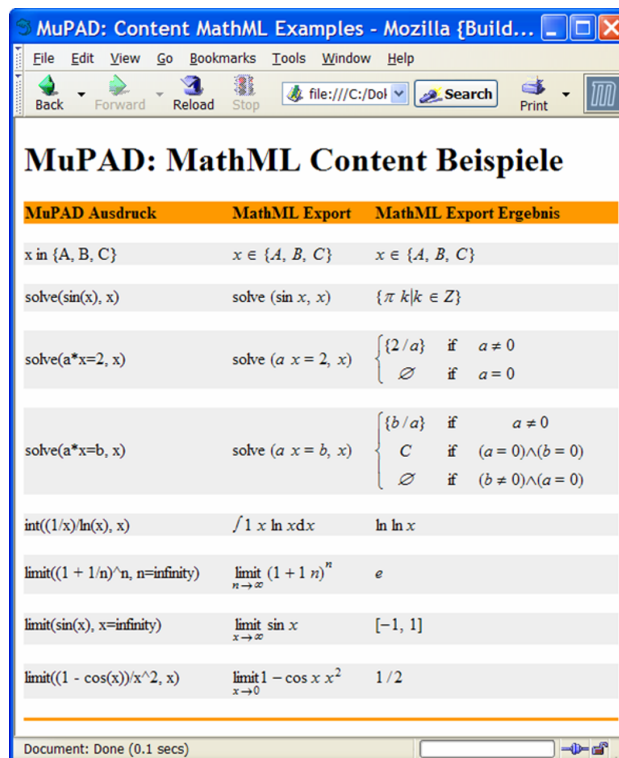 MuPAD: Content MathML Examples - Mozilla {Build...
File Edit View Go Bookmarks Tools Window Help
Back Forward Reload Stop file:///C:/Dok Search Print
MuPAD: MathML Content Beispiele
MuPAD Ausdruck MathML Export MathML Export Ergebnis
x in {A, B, C} x ∈ {A, B, C} x ∈ {A, B, C}
solve(sin(x), x) solve (sin x, x) {π k|k ∈ Z}
{2/a} if a ≠ 0
solve(a*x=2, x) solve (a x = 2, x)
∅ if a = 0
{b/a} if a ≠ 0
solve(a*x=b, x) solve (a x = b, x) C if (a = 0)∧(b = 0)
∅ if (b ≠ 0)∧(a = 0)
int((1/x)/ln(x), x) ∫1 x ln xdx ln ln x
limit((1 + 1/n)^n, n=infinity) limit (1 + 1 n)^n e
n→∞
limit(sin(x), x=infinity) limit sin x [−1, 1]
x→∞
limit((1 - cos(x))/x^2, x) limit1 − cos x x² 1/2
x→0
Document: Done (0.1 secs)